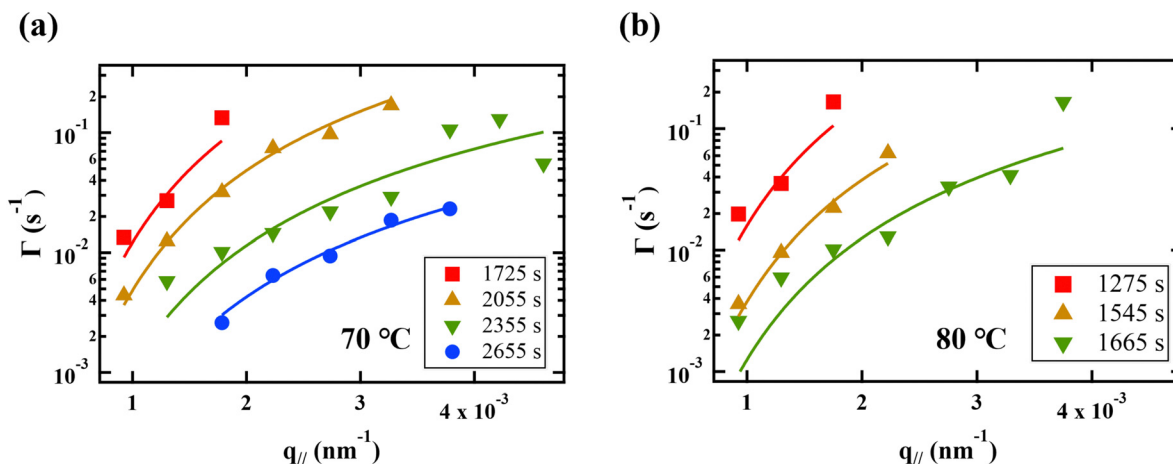 (a)
(b)
2
10⁻¹
6
4
2
10⁻²
6
4
2
10⁻³
Γ (s⁻¹)
70 °C
1725 s
2055 s
2355 s
2655 s
1
2
3
4 x 10⁻³
q// (nm⁻¹)
2
10⁻¹
6
4
2
10⁻²
6
4
2
10⁻³
Γ (s⁻¹)
80 °C
1275 s
1545 s
1665 s
1
2
3
4 x 10⁻³
q// (nm⁻¹)